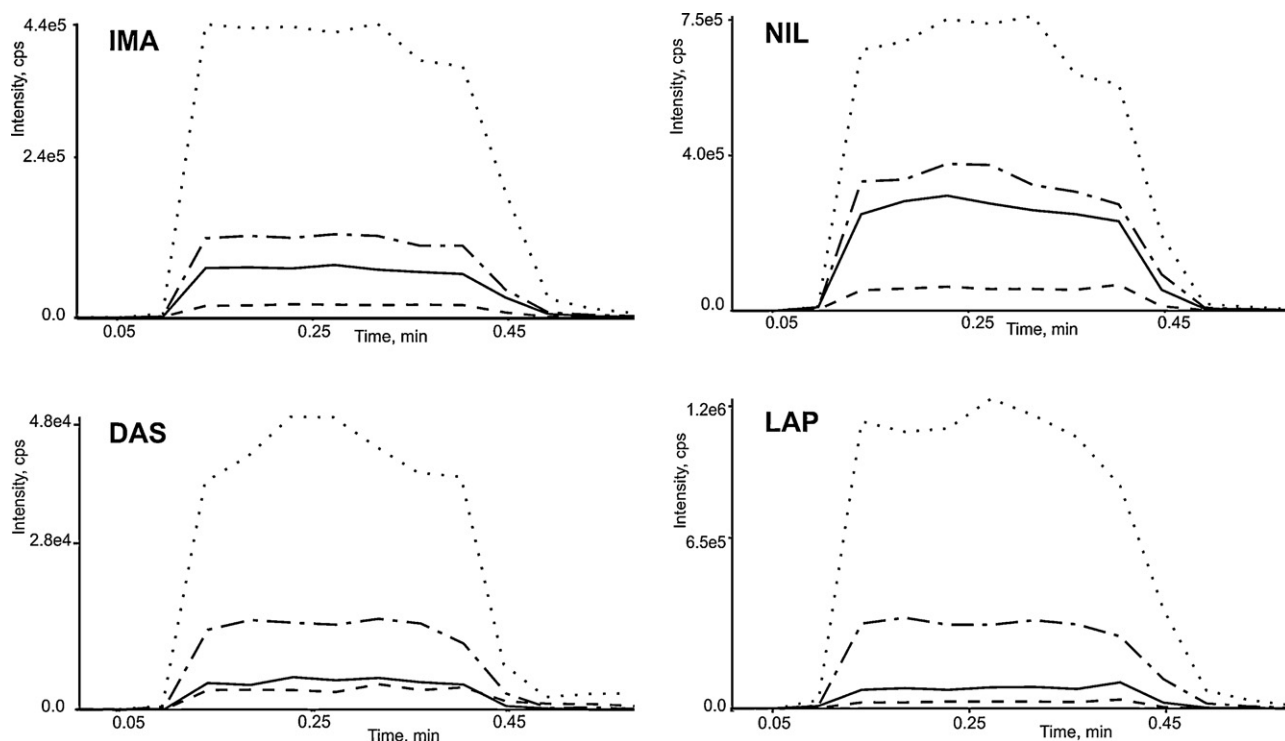 IMA
Intensity, cps
4.4e5
2.4e5
0.0
0.05
0.25
0.45
Time, min
NIL
Intensity, cps
7.5e5
4.0e5
0.0
0.05
0.25
0.45
Time, min
DAS
Intensity, cps
4.8e4
2.8e4
0.0
0.05
0.25
0.45
Time, min
LAP
Intensity, cps
1.2e6
6.5e5
0.0
0.05
0.25
0.45
Time, min